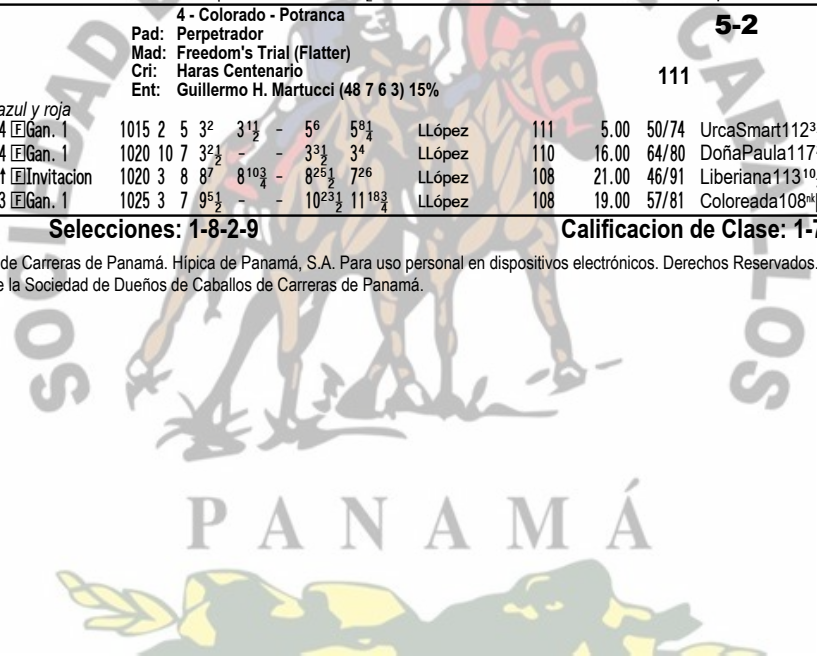 4 - Colorado - Potranca
5-2
Pad: Perpetrador
Mad: Freedom's Trial (Flatter)
Cri: Haras Centenario
111
Ent: Guillermo H. Martucci (48 7 6 3) 15%
azul y roja
4 🄵Gan. 1 1015 2 5 3² 3¹½ - 5⁶ 5⁸¼ LLópez 111 5.00 50/74 UrcaSmart112³
4 🄵Gan. 1 1020 10 7 3²½ - - 3³½ 3⁴ LLópez 110 16.00 64/80 DoñaPaula117
🄵Invitacion 1020 3 8 8⁷ 8¹⁰¾ - 8²⁵½ 7²⁶ LLópez 108 21.00 46/91 Liberiana113¹⁰
3 🄵Gan. 1 1025 3 7 9⁵½ - - 10²³½ 11¹⁸¾ LLópez 108 19.00 57/81 Coloreada108ⁿᵏ
Selecciones: 1-8-2-9 Calificacion de Clase: 1-7
de Carreras de Panamá. Hípica de Panamá, S.A. Para uso personal en dispositivos electrónicos. Derechos Reservados.
e la Sociedad de Dueños de Caballos de Carreras de Panamá.
SOCIEDAD
CABALLOS
PANAMÁ